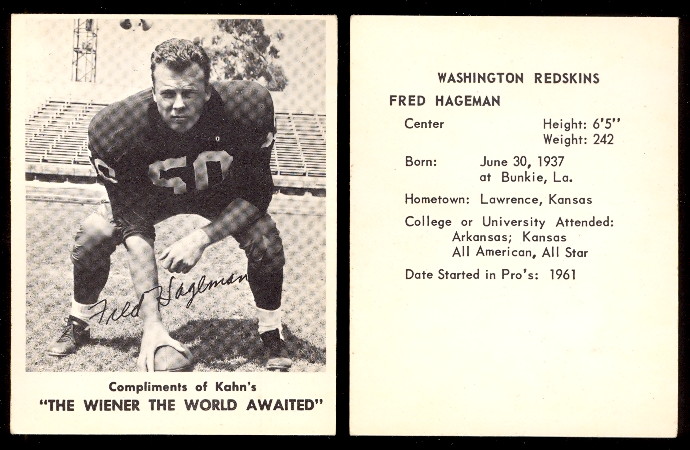 50
Fred Hageman
Compliments of Kahn's
"THE WIENER THE WORLD AWAITED"
WASHINGTON REDSKINS
FRED HAGEMAN
Center Height: 6'5"
Weight: 242
Born: June 30, 1937
at Bunkie, La.
Hometown: Lawrence, Kansas
College or University Attended:
Arkansas; Kansas
All American, All Star
Date Started in Pro's: 1961